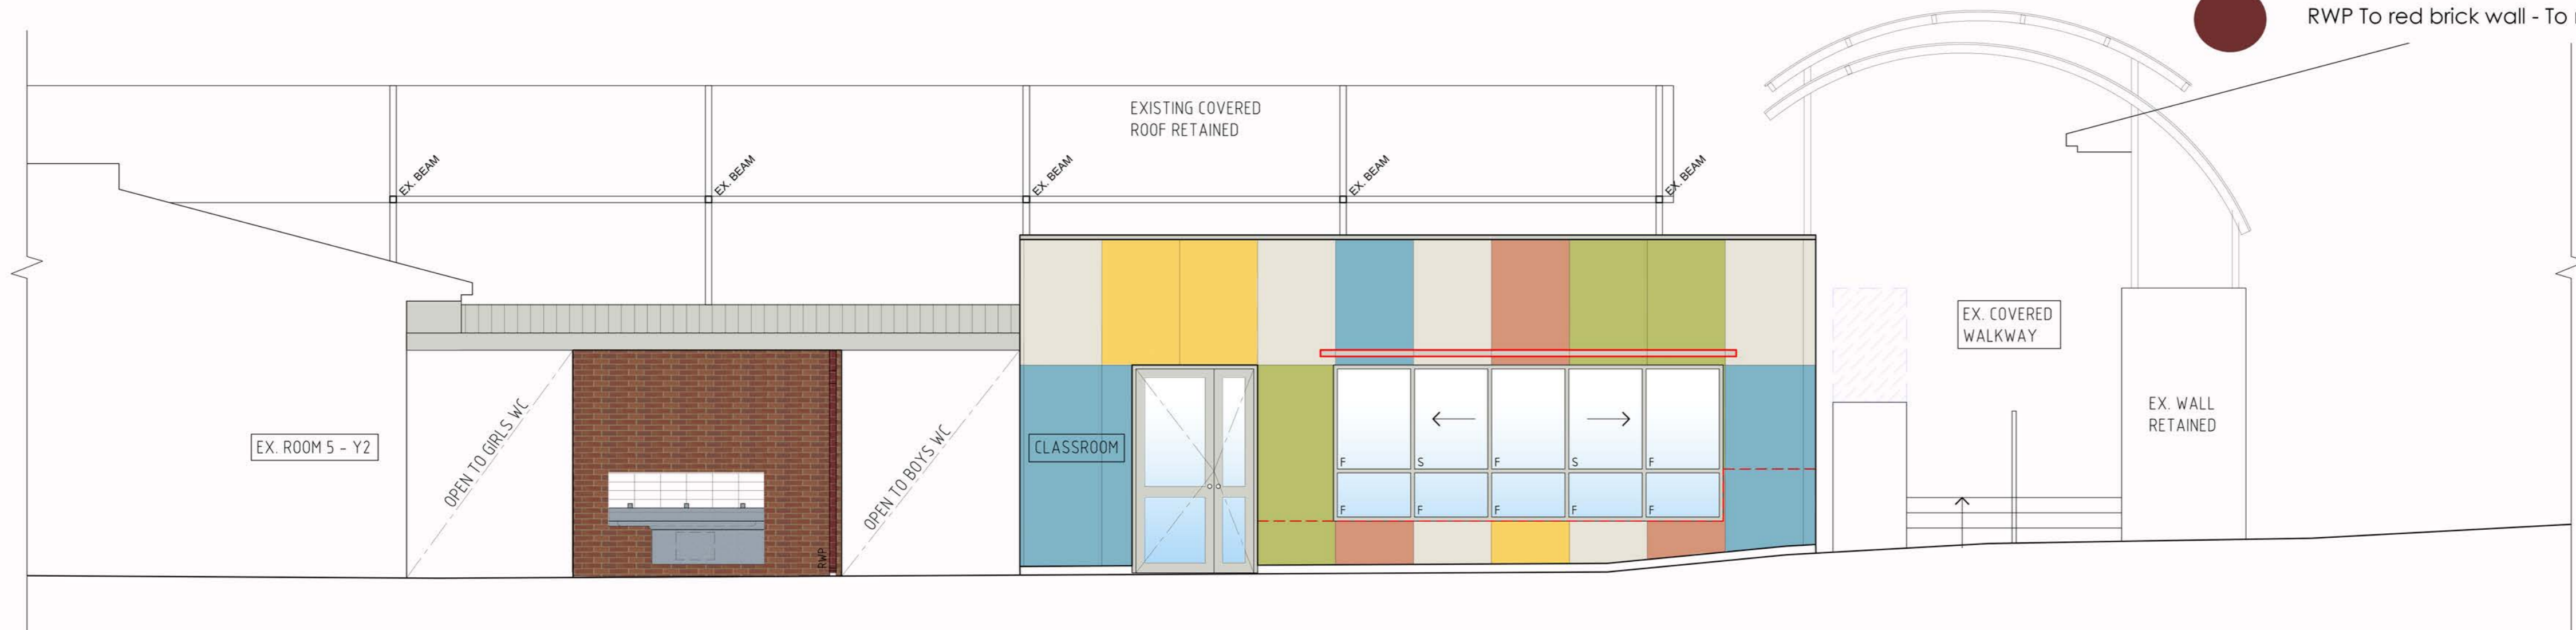 RWP To red brick wall - To
EXISTING COVERED
ROOF RETAINED
EX. BEAM
EX. BEAM
EX. BEAM
EX. BEAM
EX. BEAM
EX. COVERED
WALKWAY
EX. WALL
RETAINED
EX. ROOM 5 - Y2
OPEN TO GIRLS WC
RWP
OPEN TO BOYS WC
CLASSROOM
F
S
F
S
F
F
F
F
F
F